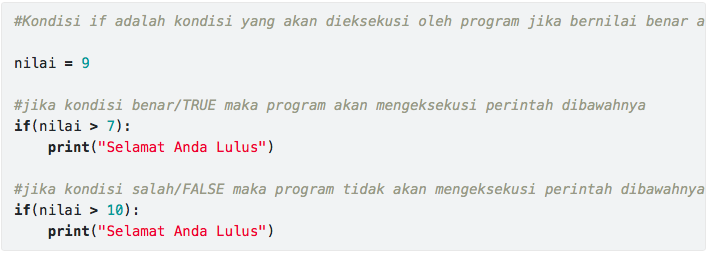 #Kondisi if adalah kondisi yang akan dieksekusi oleh program jika bernilai benar a
nilai = 9
#jika kondisi benar/TRUE maka program akan mengeksekusi perintah dibawahnya
if(nilai > 7):
    print("Selamat Anda Lulus")
#jika kondisi salah/FALSE maka program tidak akan mengeksekusi perintah dibawahnya
if(nilai > 10):
    print("Selamat Anda Lulus")